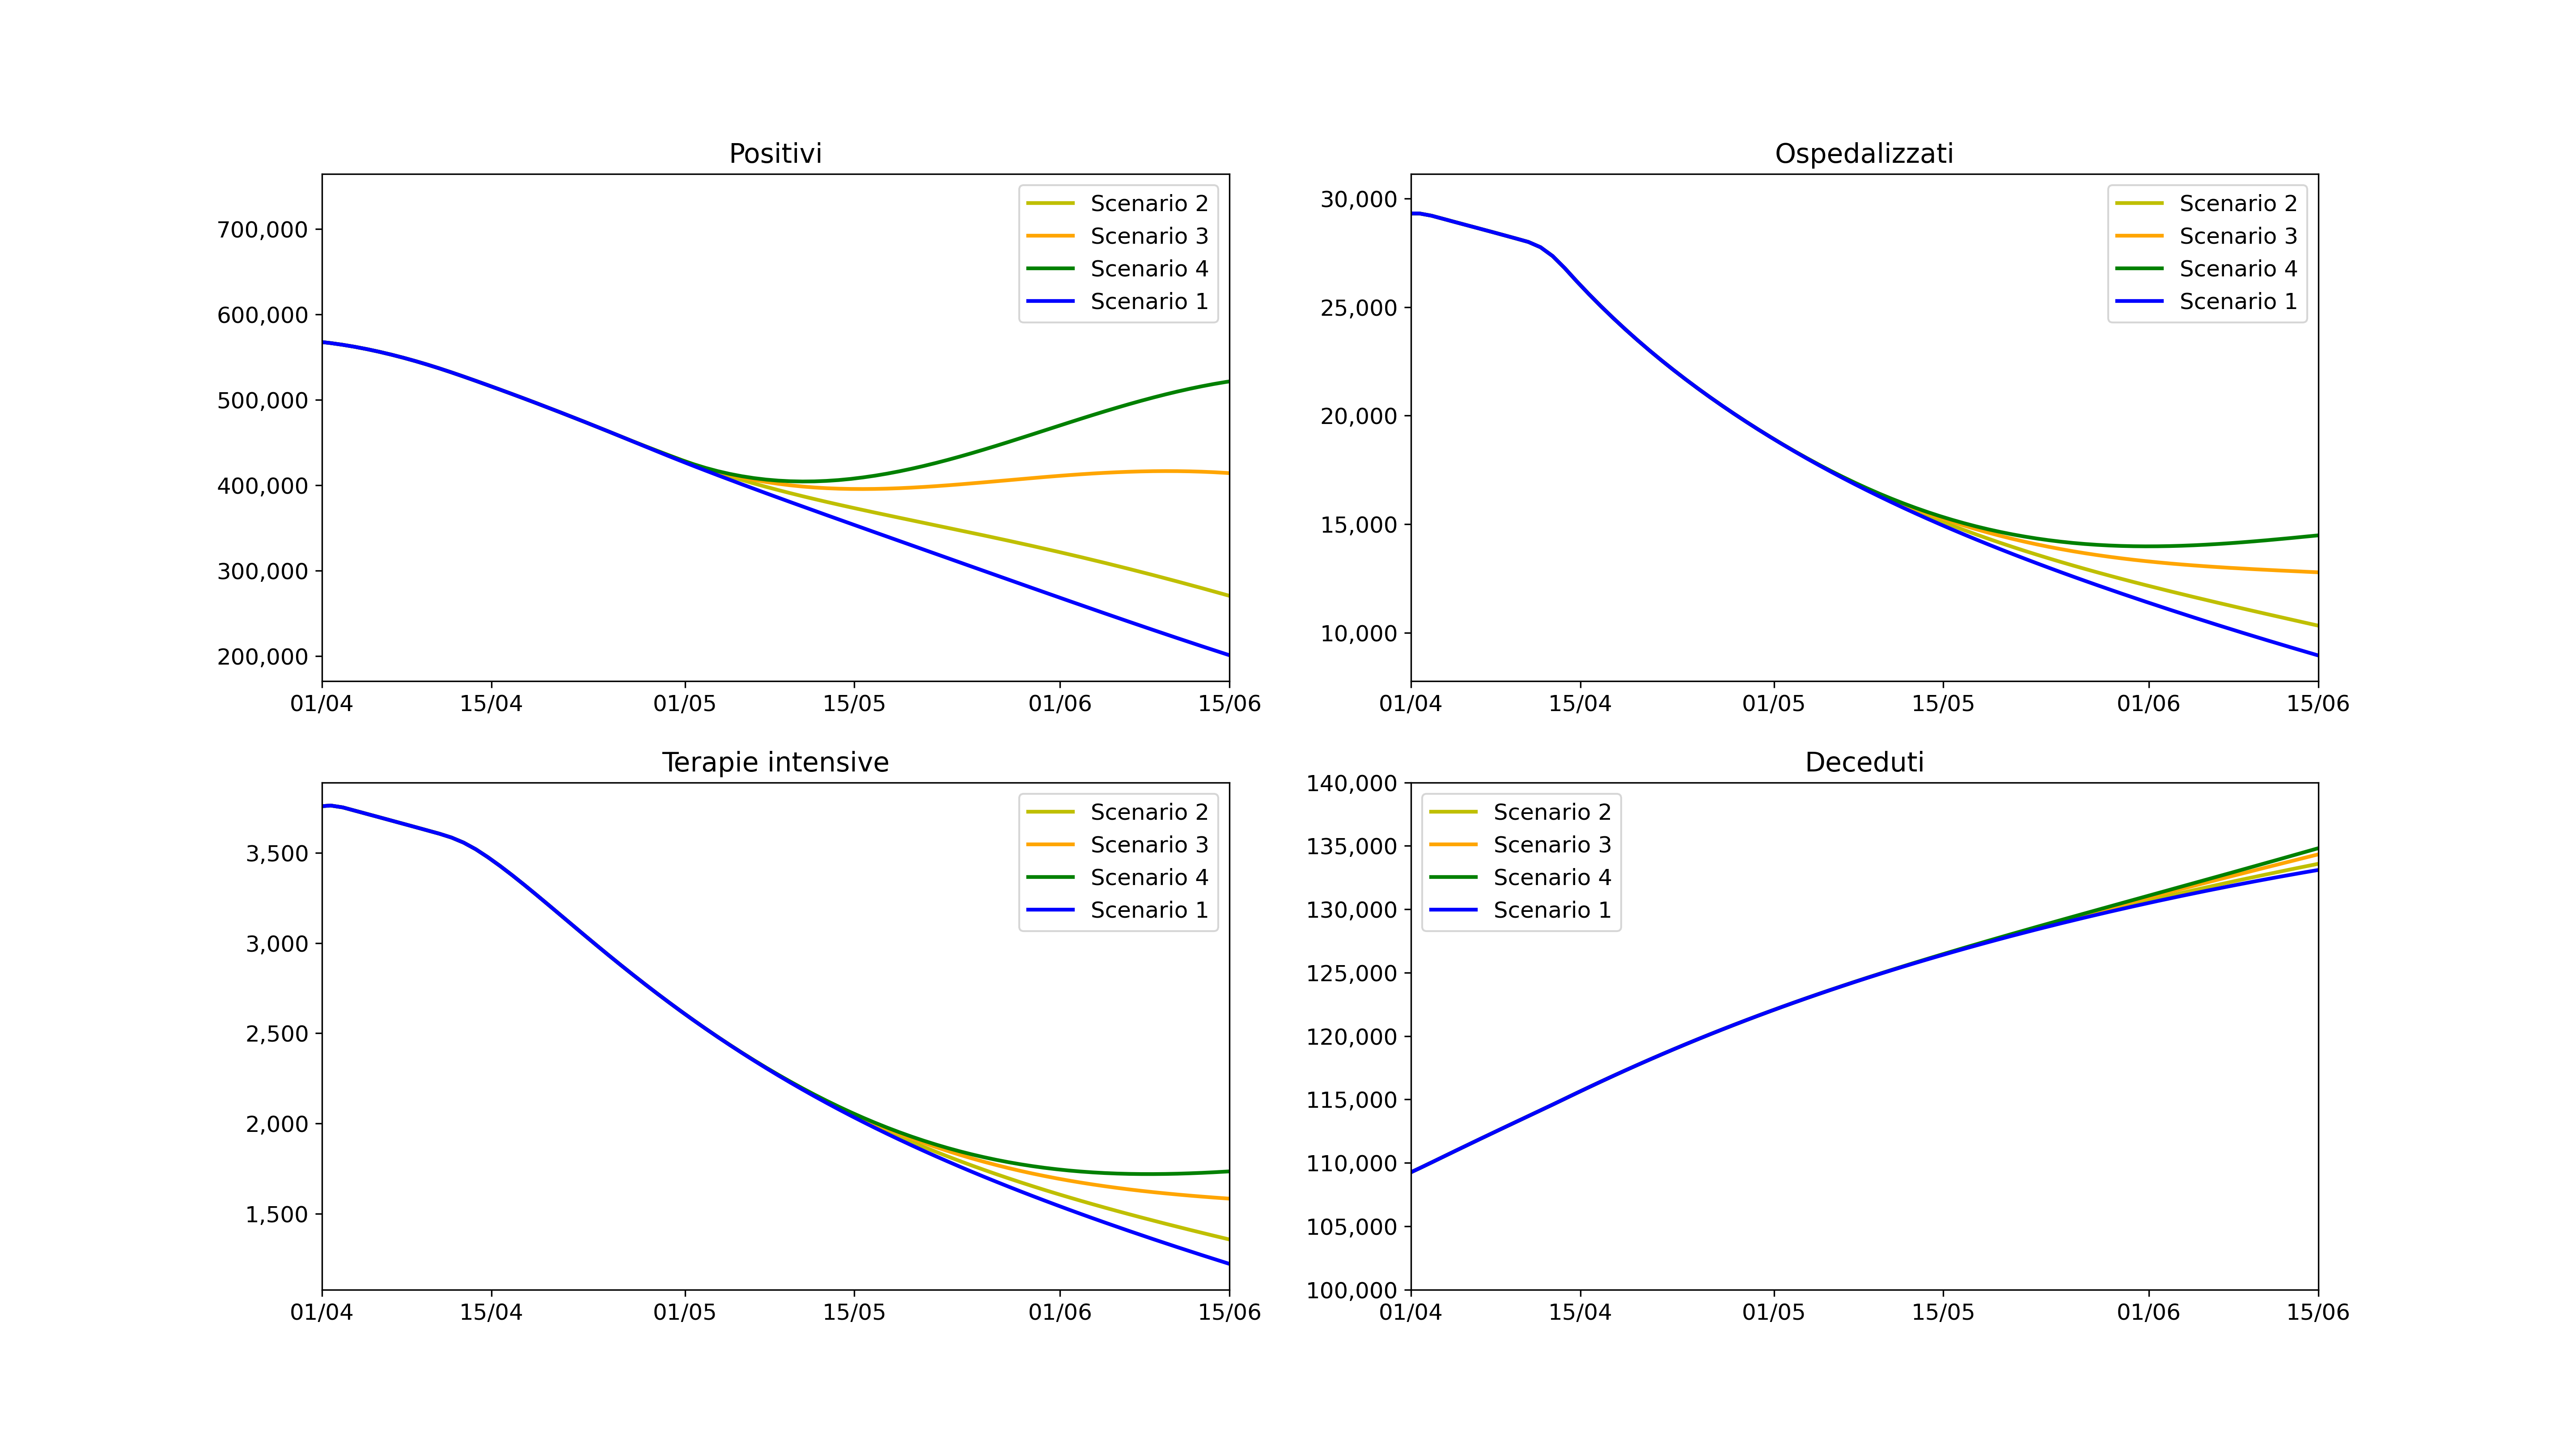 Positivi
700,000
600,000
500,000
400,000
300,000
200,000
01/04 15/04 01/05 15/05 01/06 15/06
Scenario 2
Scenario 3
Scenario 4
Scenario 1
Ospedalizzati
30,000
25,000
20,000
15,000
10,000
01/04 15/04 01/05 15/05 01/06 15/06
Scenario 2
Scenario 3
Scenario 4
Scenario 1
Terapie intensive
3,500
3,000
2,500
2,000
1,500
01/04 15/04 01/05 15/05 01/06 15/06
Scenario 2
Scenario 3
Scenario 4
Scenario 1
Deceduti
140,000
135,000
130,000
125,000
120,000
115,000
110,000
105,000
100,000
01/04 15/04 01/05 15/05 01/06 15/06
Scenario 2
Scenario 3
Scenario 4
Scenario 1